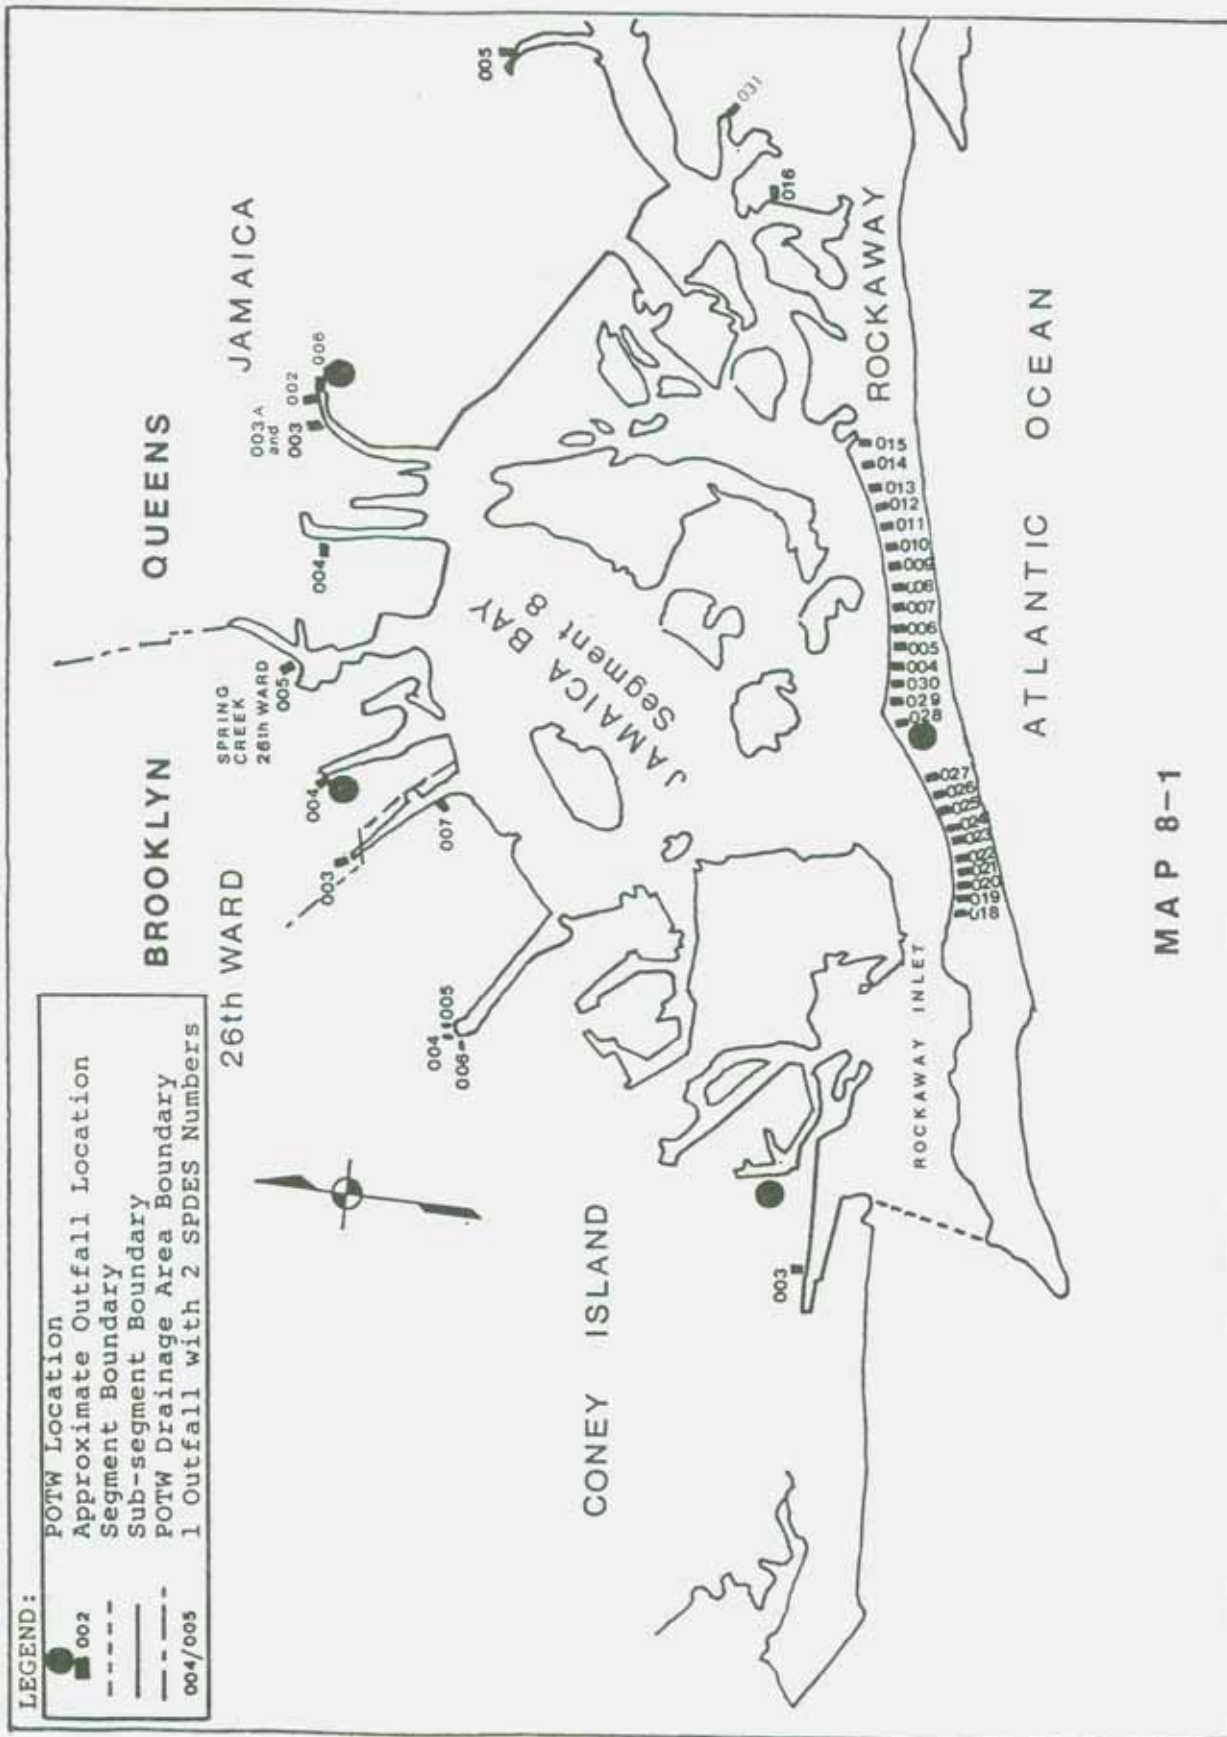 LEGEND:
POTW Location
002 Approximate Outfall Location
Segment Boundary
Sub-segment Boundary
POTW Drainage Area Boundary
004/005 1 Outfall with 2 SPDES Numbers
BROOKLYN
QUEENS
26th WARD
JAMAICA
SPRING
CREEK
26th WARD
005
003A
and
003
002
006
004
004
003
007
004
005
006
005
031
016
JAMAICA BAY
Segment 8
CONEY ISLAND
003
ROCKAWAY INLET
ROCKAWAY
015
014
013
012
011
010
009
008
007
006
005
004
030
029
028
027
026
025
023
022
021
020
019
018
ATLANTIC OCEAN
MAP 8-1